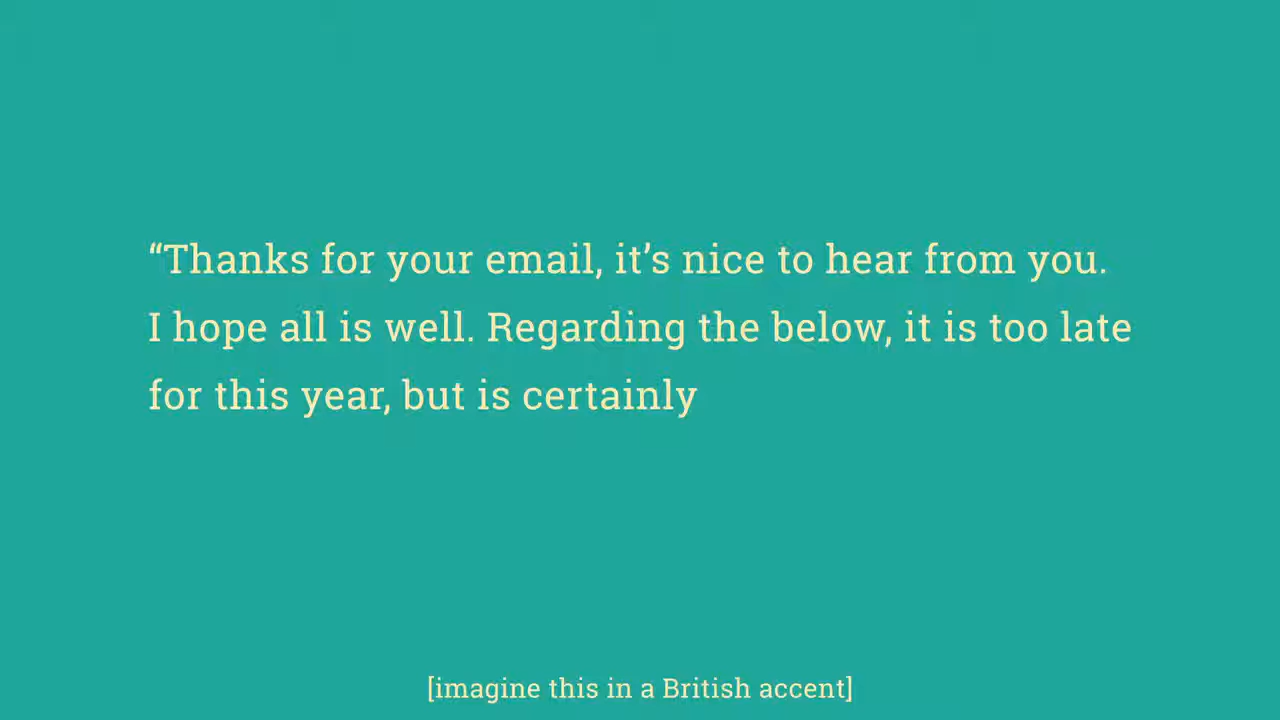 “Thanks for your email, it’s nice to hear from you.
I hope all is well. Regarding the below, it is too late
for this year, but is certainly
[imagine this in a British accent]